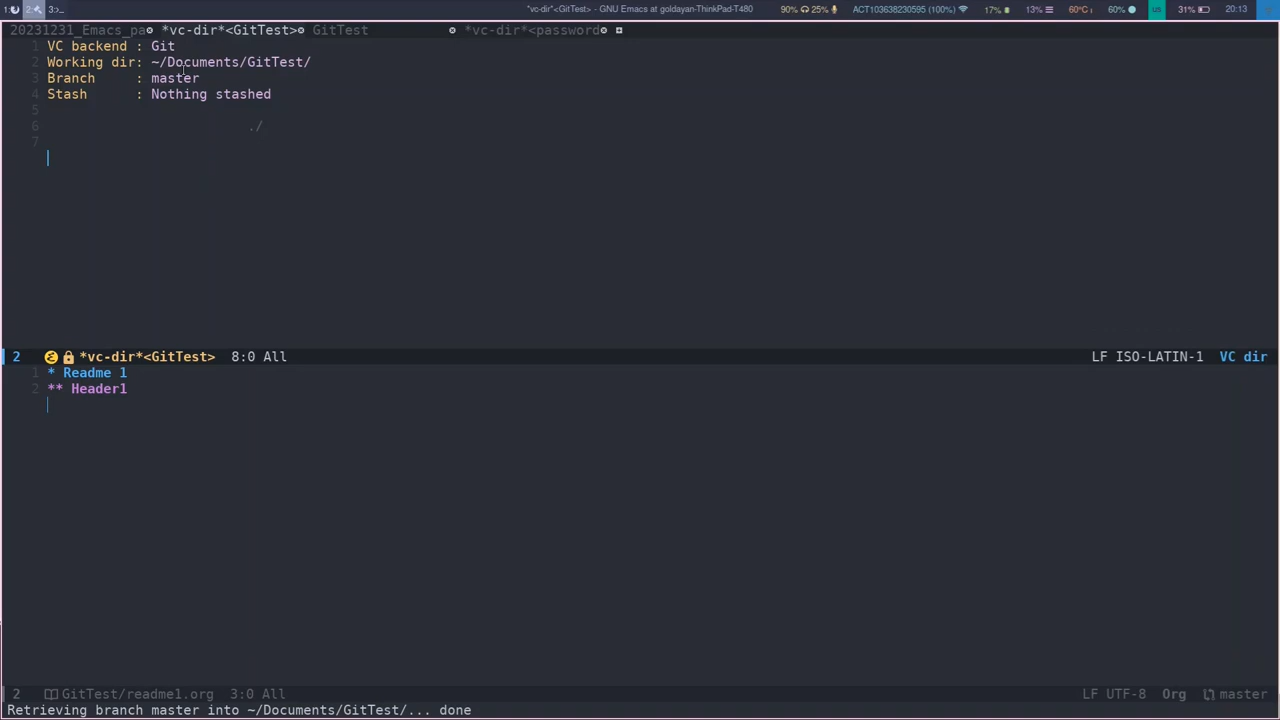 1: 2: 3: *vc-dir*<GitTest> - GNU Emacs at goldayan-ThinkPad-T480 90% 25% ACT103638230595 (100%) 17% 13% 60°C 60% US 31% 20:13
20231231_Emacs_pa *vc-dir*<GitTest> GitTest *vc-dir*<password
1 VC backend : Git
2 Working dir: ~/Documents/GitTest/
3 Branch : master
4 Stash : Nothing stashed
5
6 ./
7
2 *vc-dir*<GitTest> 8:0 All LF ISO-LATIN-1 VC dir
1 * Readme 1
2 ** Header1
2 GitTest/readme1.org 3:0 All LF UTF-8 Org master
Retrieving branch master into ~/Documents/GitTest/... done